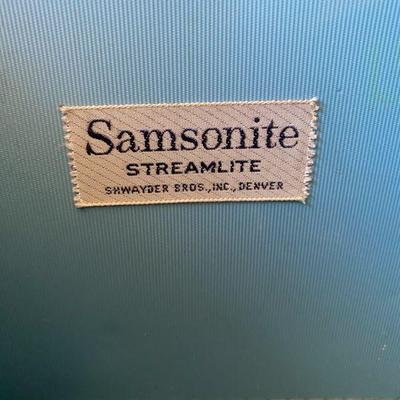 Samsonite
STREAMLITE
SHWAYDER BROS., INC., DENVER